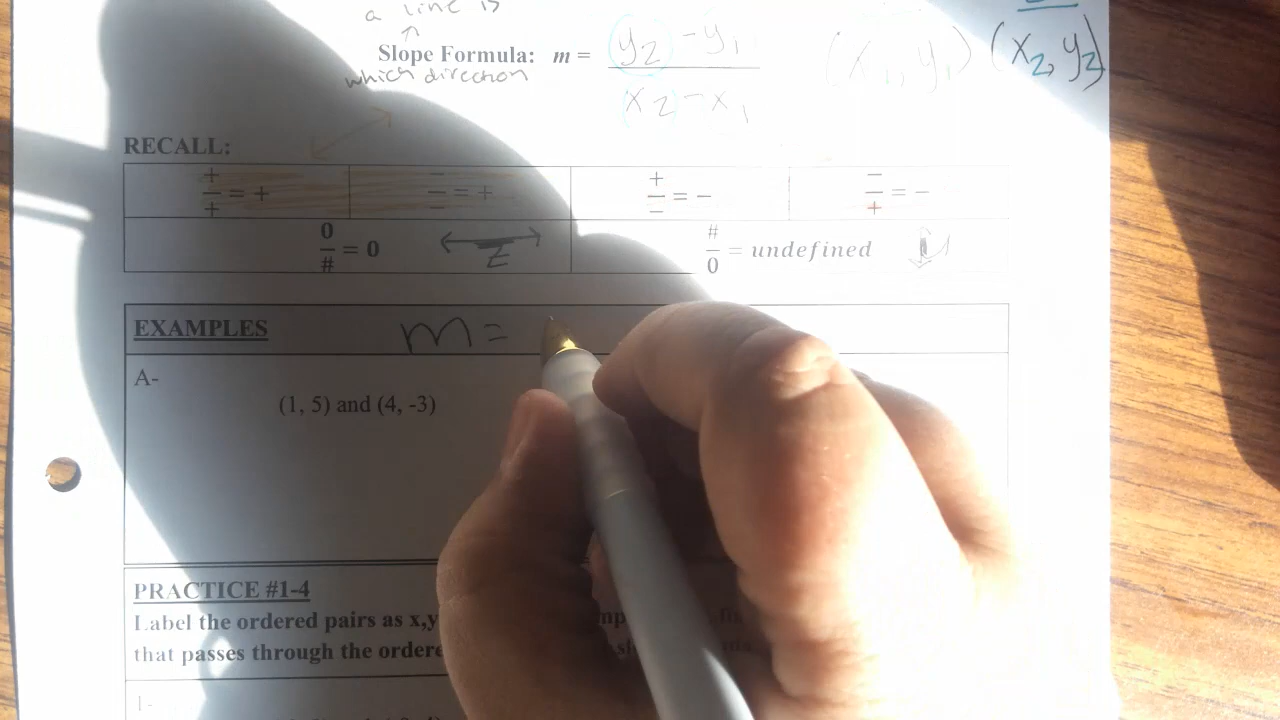 a line is
Slope Formula: m = y2 - y1 (x1, y1) (x2, y2)
which direction
x2 - x1
RECALL:
+ − + −
= + = + = − = −
+ − − +
0 #
= 0 Z = undefined U
# 0
EXAMPLES m =
A-
(1, 5) and (4, -3)
PRACTICE #1-4
Label the ordered pairs as x,y
that passes through the
1-